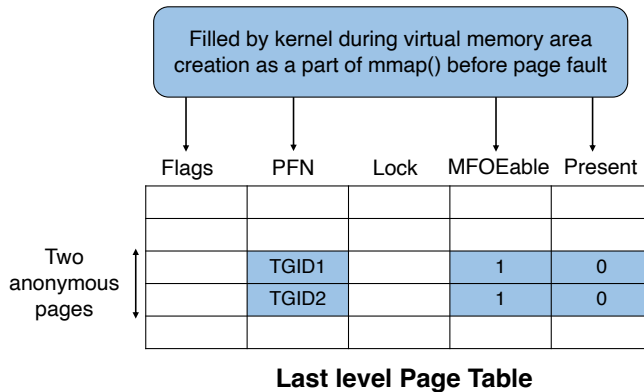 Filled by kernel during virtual memory area
creation as a part of mmap() before page fault
Flags PFN Lock MFOEable Present
Two
anonymous
pages
TGID1 1 0
TGID2 1 0
Last level Page Table